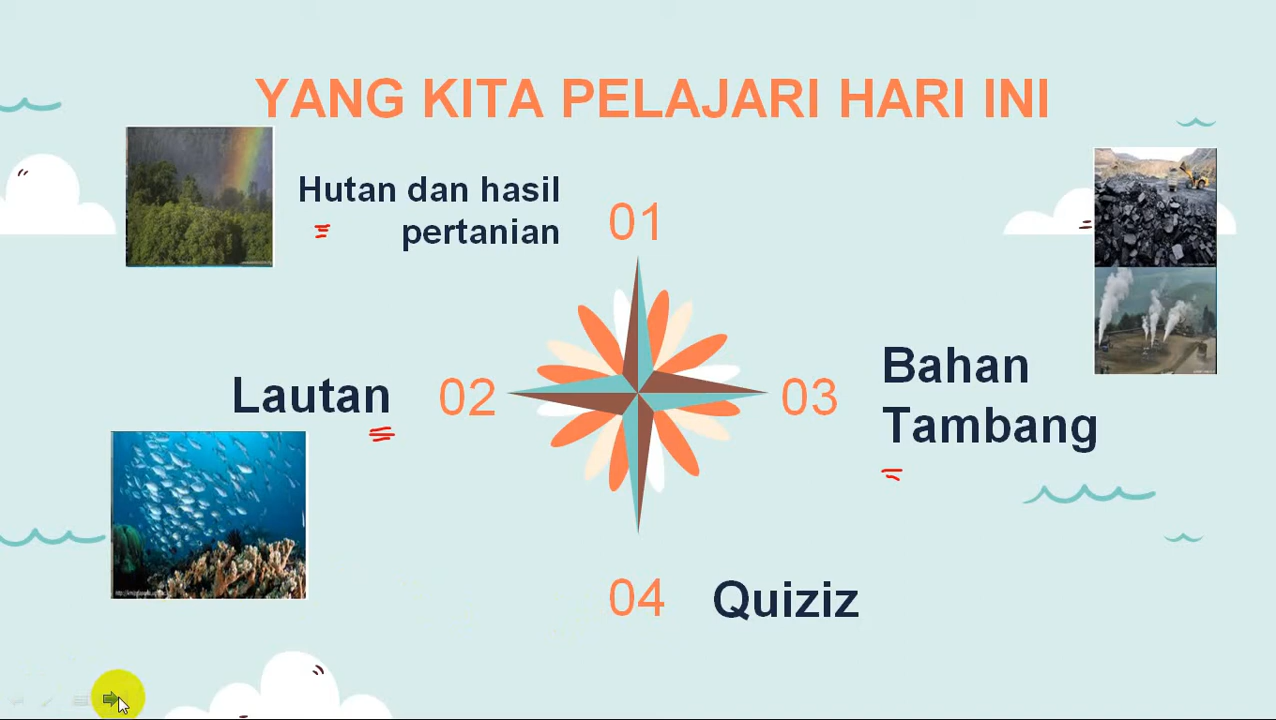 YANG KITA PELAJARI HARI INI
Hutan dan hasil
pertanian
01
Lautan
02
03
Bahan
Tambang
04
Quiziz